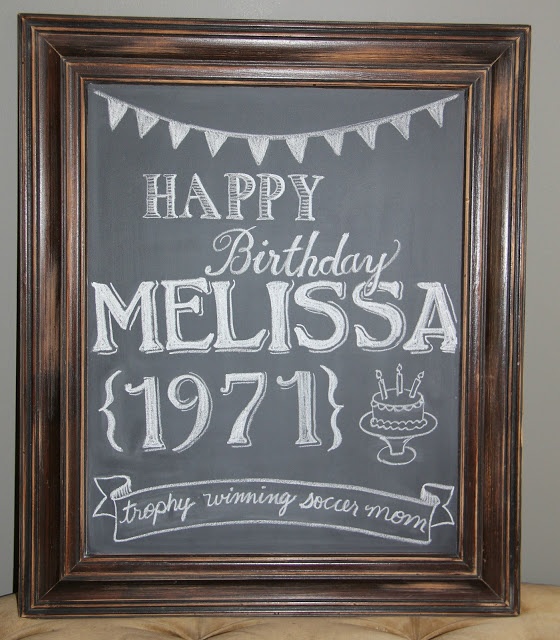 HAPPY
Birthday
MELISSA
{1971}
trophy winning soccer mom